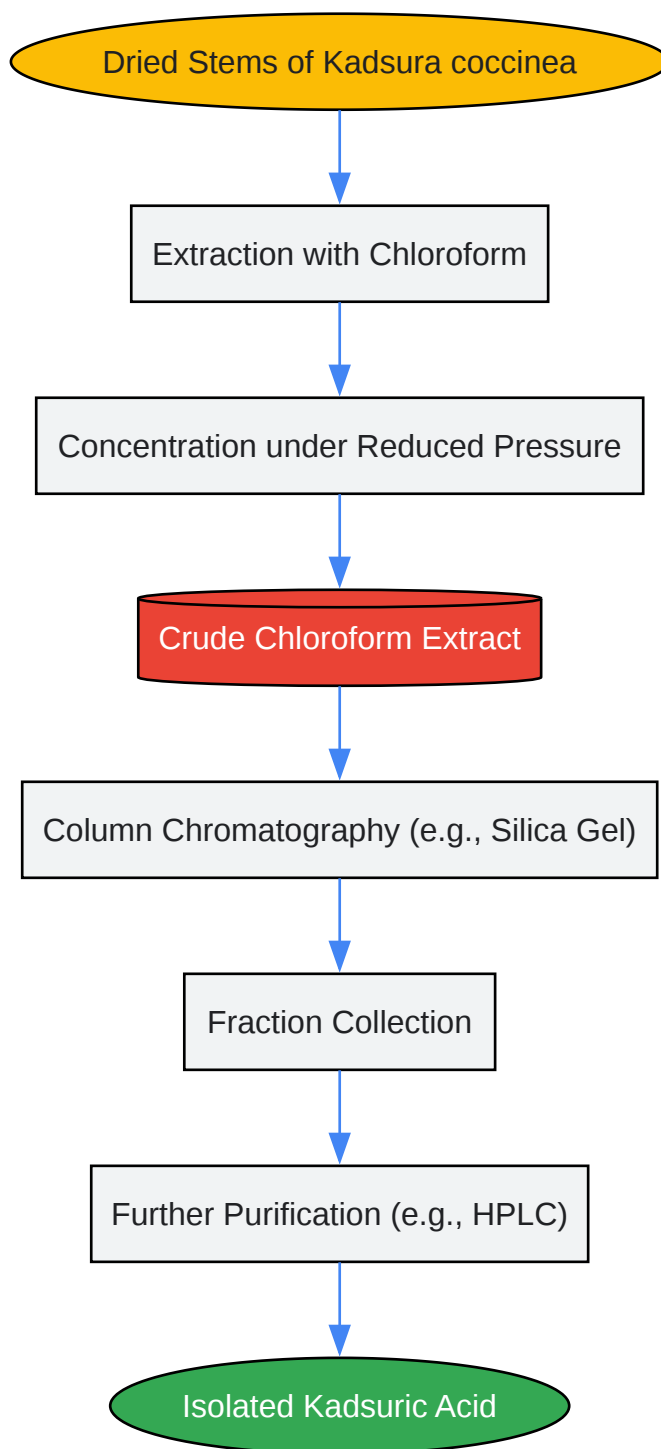 Dried Stems of Kadsura coccinea
Extraction with Chloroform
Concentration under Reduced Pressure
Crude Chloroform Extract
Column Chromatography (e.g., Silica Gel)
Fraction Collection
Further Purification (e.g., HPLC)
Isolated Kadsuric Acid